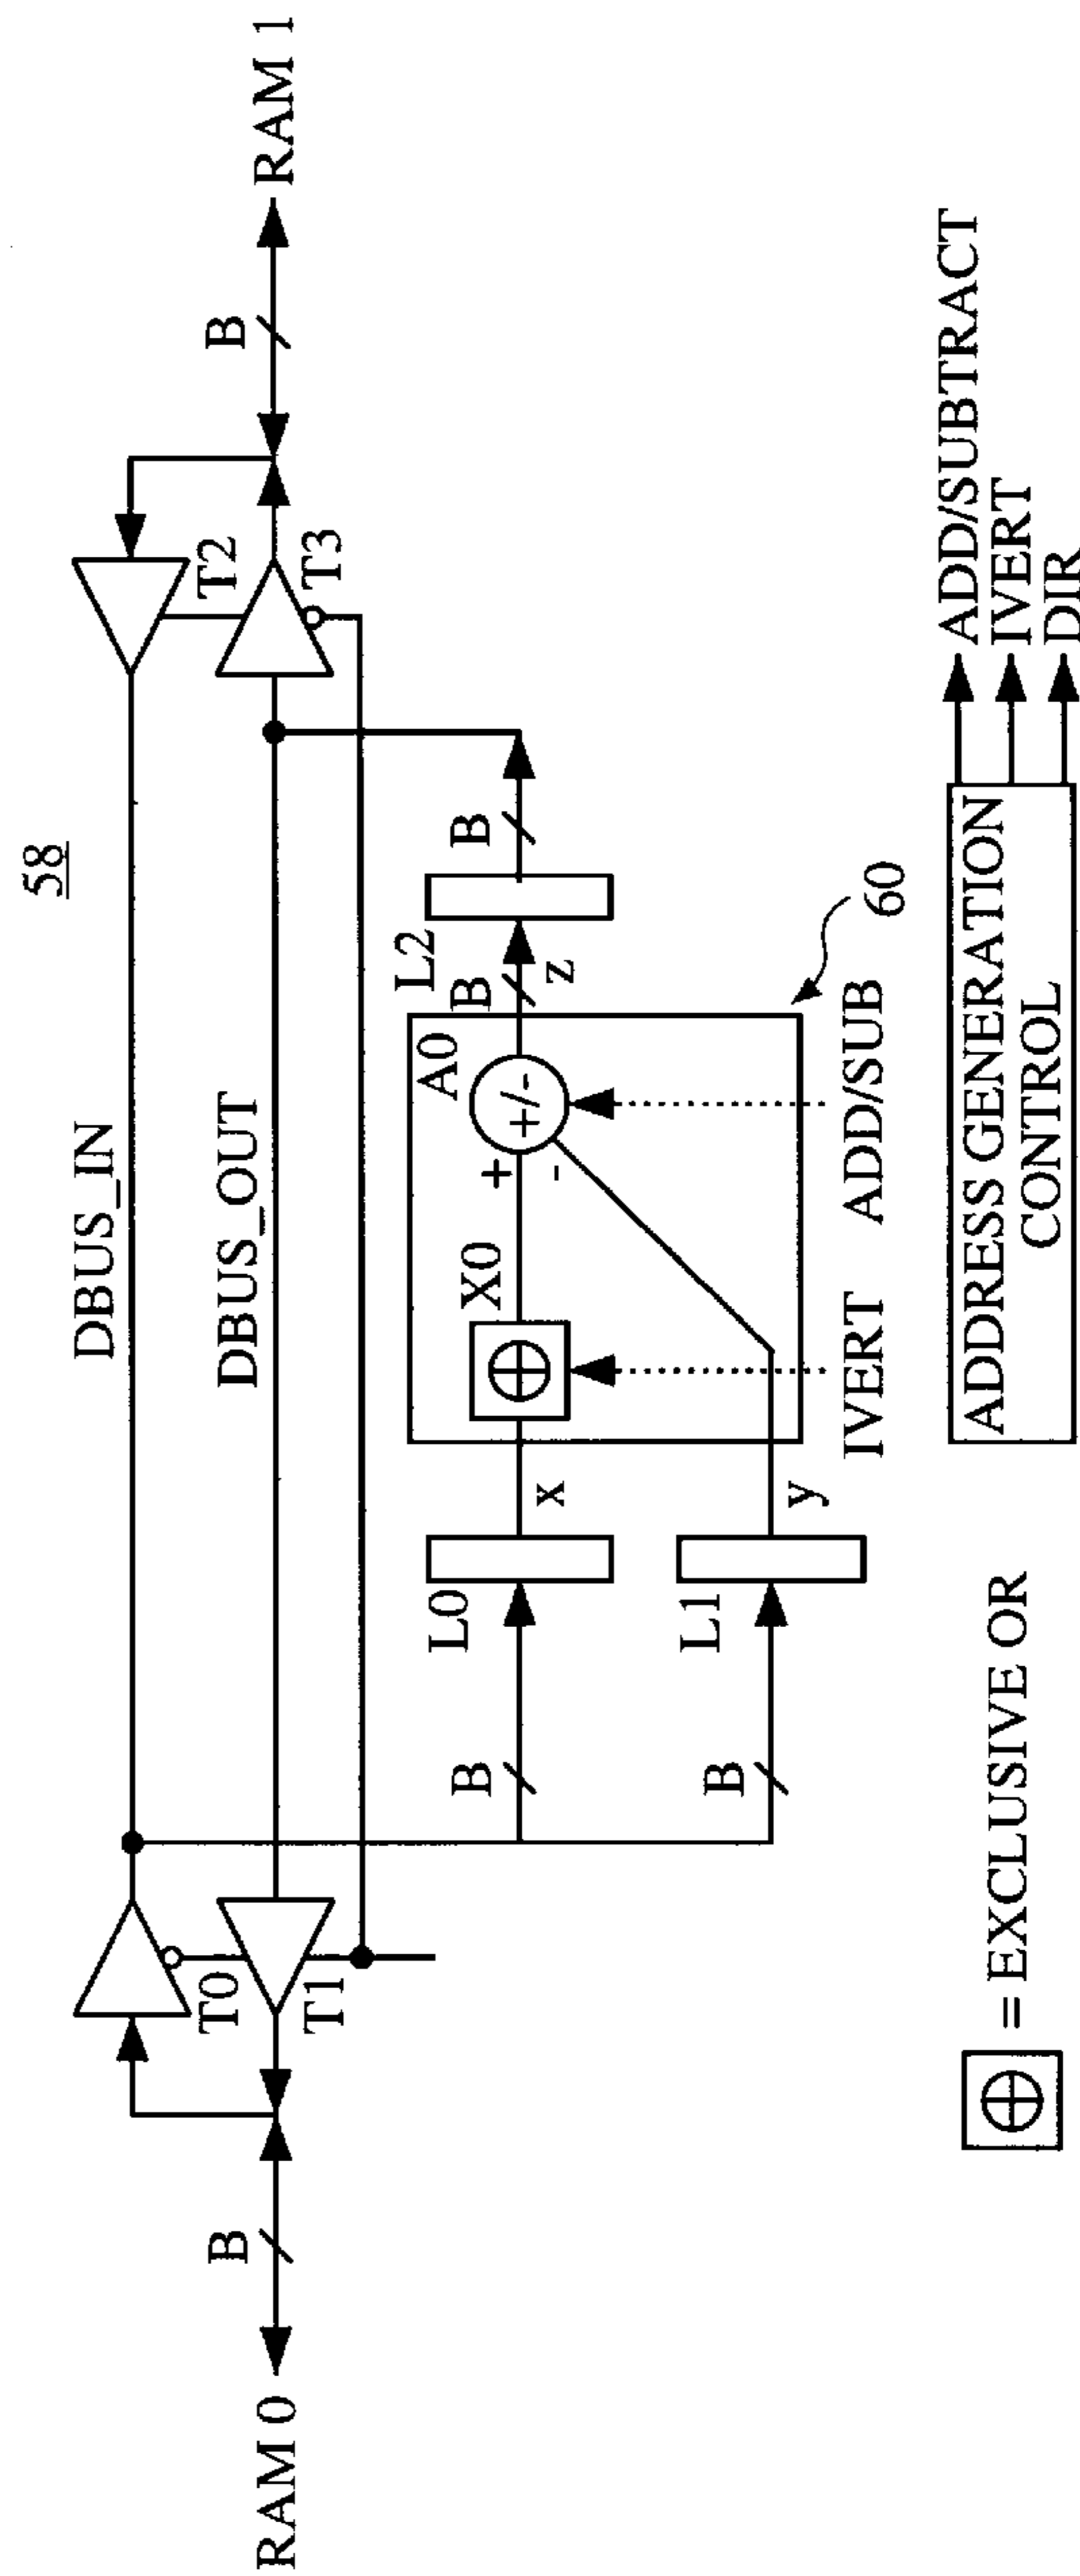 58
DBUS_IN
DBUS_OUT
T0
T1
T2
T3
RAM 0
B
B
RAM 1
B
L0
x
X0
+
-
A0
+/-
B
z
L2
B
B
L1
y
IVERT
ADD/SUB
60
= EXCLUSIVE OR
ADDRESS GENERATION
CONTROL
ADD/SUBTRACT
IVERT
DIR